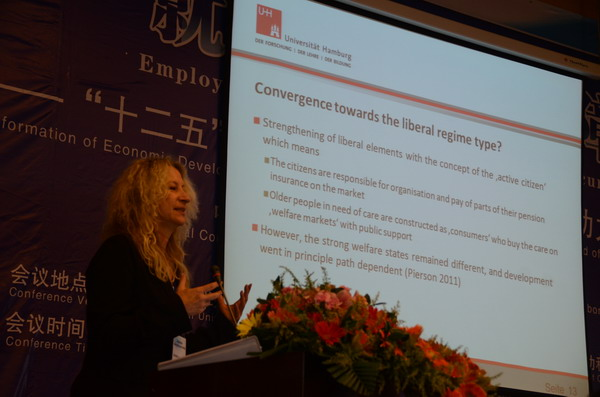 Employ
— “十二五”
nformation of Economic Develo
会议地点
Conference V
会议时间
Conference Ti
UH
Universität Hamburg
DER FORSCHUNG | DER LEHRE | DER BILDUNG
Convergence towards the liberal regime type?
Strengthening of liberal elements with the concept of the ‚active citizen’
which means
The citizens are responsible for organisation and pay of parts of their pension
insurance on the market
Older people in need of care are constructed as ‚consumers’ who buy the care on
‚welfare markets’ with public support
However, the strong welfare states remained different, and development
went in principle path dependent (Pierson 2011)
Seite 13